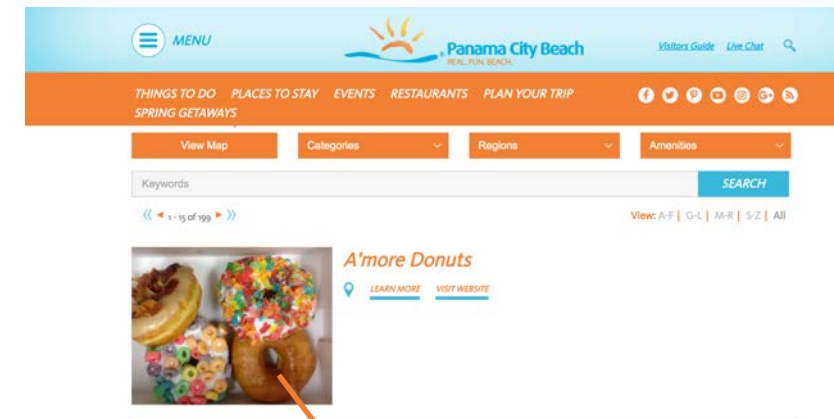 MENU
Panama City Beach
REAL. FUN. BEACH.
Visitors Guide Live Chat
THINGS TO DO PLACES TO STAY EVENTS RESTAURANTS PLAN YOUR TRIP
SPRING GETAWAYS
View Map Categories Regions Amenities
Keywords SEARCH
1 - 15 of 199 View: A-F | G-L | M-R | S-Z | All
A'more Donuts
LEARN MORE VISIT WEBSITE